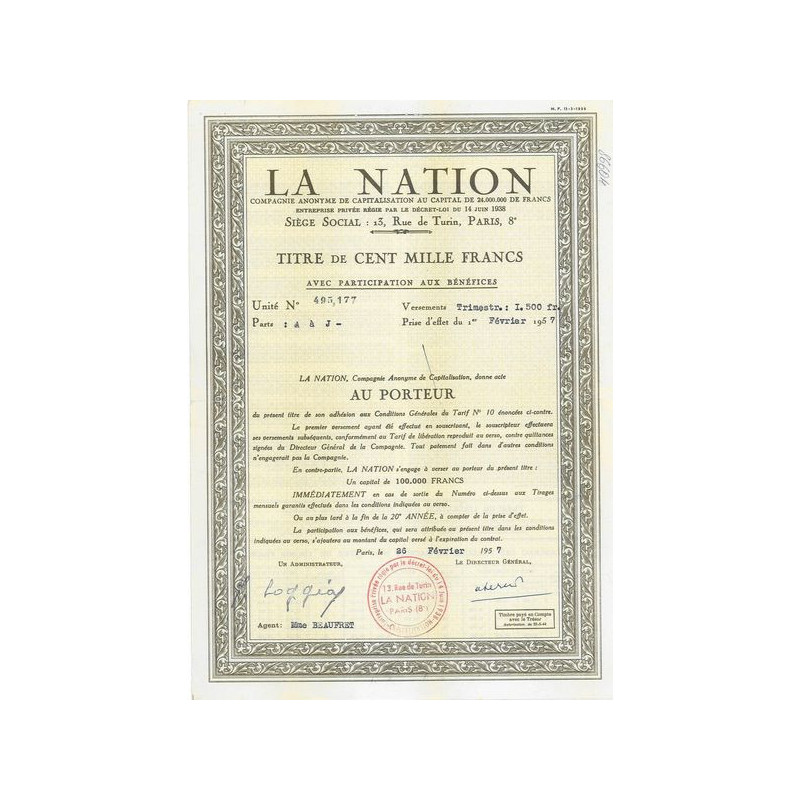 LA NATION
COMPAGNIE ANONYME DE CAPITALISATION AU CAPITAL DE 24.000.000 DE FRANCS
ENTREPRISE PRIVÉE RÉGIE PAR LE DÉCRET-LOI DU 14 JUIN 1938
SIÈGE SOCIAL : 13, Rue de Turin, PARIS, 8e
TITRE DE CENT MILLE FRANCS
AVEC PARTICIPATION AUX BÉNÉFICES
Unité No 495,177 Versements Trimestr.: I.500 fr.
Parts : A à J- Prise d'effet du 1er Février 1957
LA NATION, Compagnie Anonyme de Capitalisation, donne acte
AU PORTEUR
du présent titre de son adhésion aux Conditions Générales du Tarif No 10 énoncées ci-contre.
Le premier versement ayant été effectué en souscrivant, le souscripteur effectuera
ses versements subséquents, conformément au Tarif de libération reproduit au verso, contre quittances
signées du Directeur Général de la Compagnie. Tout paiement fait dans d'autres conditions
n'engagerait pas la Compagnie.
En contre-partie, LA NATION s'engage à verser au porteur du présent titre :
Un capital de 100.000 FRANCS
IMMÉDIATEMENT en cas de sortie du Numéro ci-dessus aux Tirages
mensuels garantis effectués dans les conditions indiquées au verso.
Ou au plus tard à la fin de la 20e ANNÉE, à compter de la prise d'effet.
La participation aux bénéfices, qui sera attribuée au présent titre dans les conditions
indiquées au verso, s'ajoutera au montant du capital versé à l'expiration du contrat.
Paris, le 26 Février 1957
UN ADMINISTRATEUR, LE DIRECTEUR GÉNÉRAL,
Entreprise privée régie par le décret-loi du 14 Juin 1938
13, Rue de Turin
LA NATION
PARIS (8e)
Agent: Mme BEAUFRET
Timbre payé en Compte
avec le Trésor